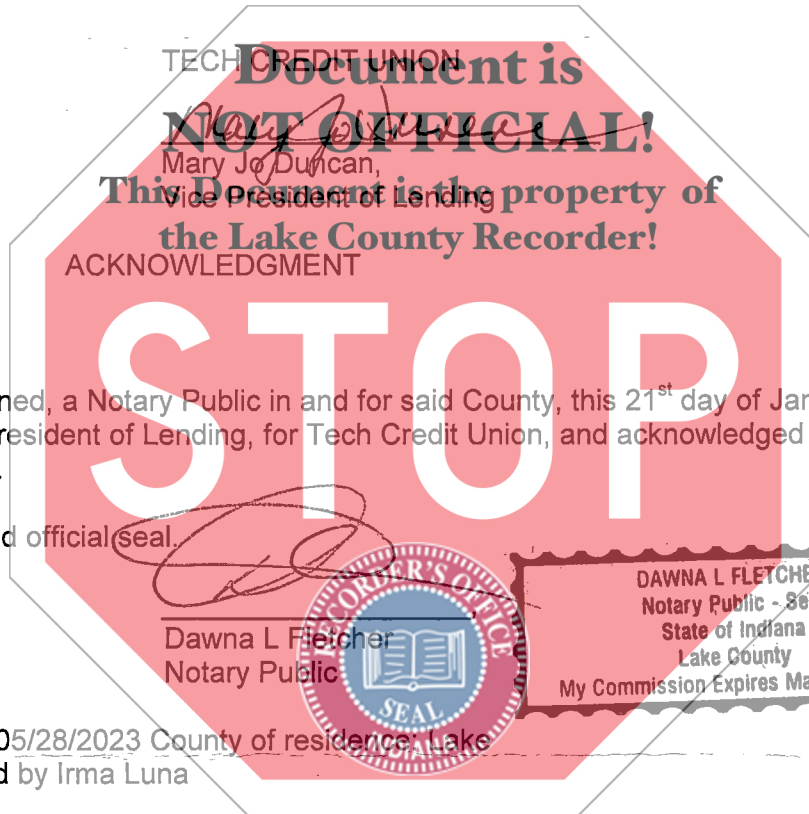 TECH CREDIT UNION
Document is
NOT OFFICIAL!
Mary Jo Duncan,
Vice President of Lending
This Document is the property of
the Lake County Recorder!
ACKNOWLEDGMENT
STOP
ned, a Notary Public in and for said County, this 21st day of Jan
resident of Lending, for Tech Credit Union, and acknowledged
d official seal.
Dawna L Fletcher
Notary Public
RECORDER'S OFFICE
SEAL
INDIANA
DAWNA L FLETCHE
Notary Public - Se
State of Indiana
Lake County
My Commission Expires Ma
05/28/2023 County of residence: Lake
d by Irma Luna